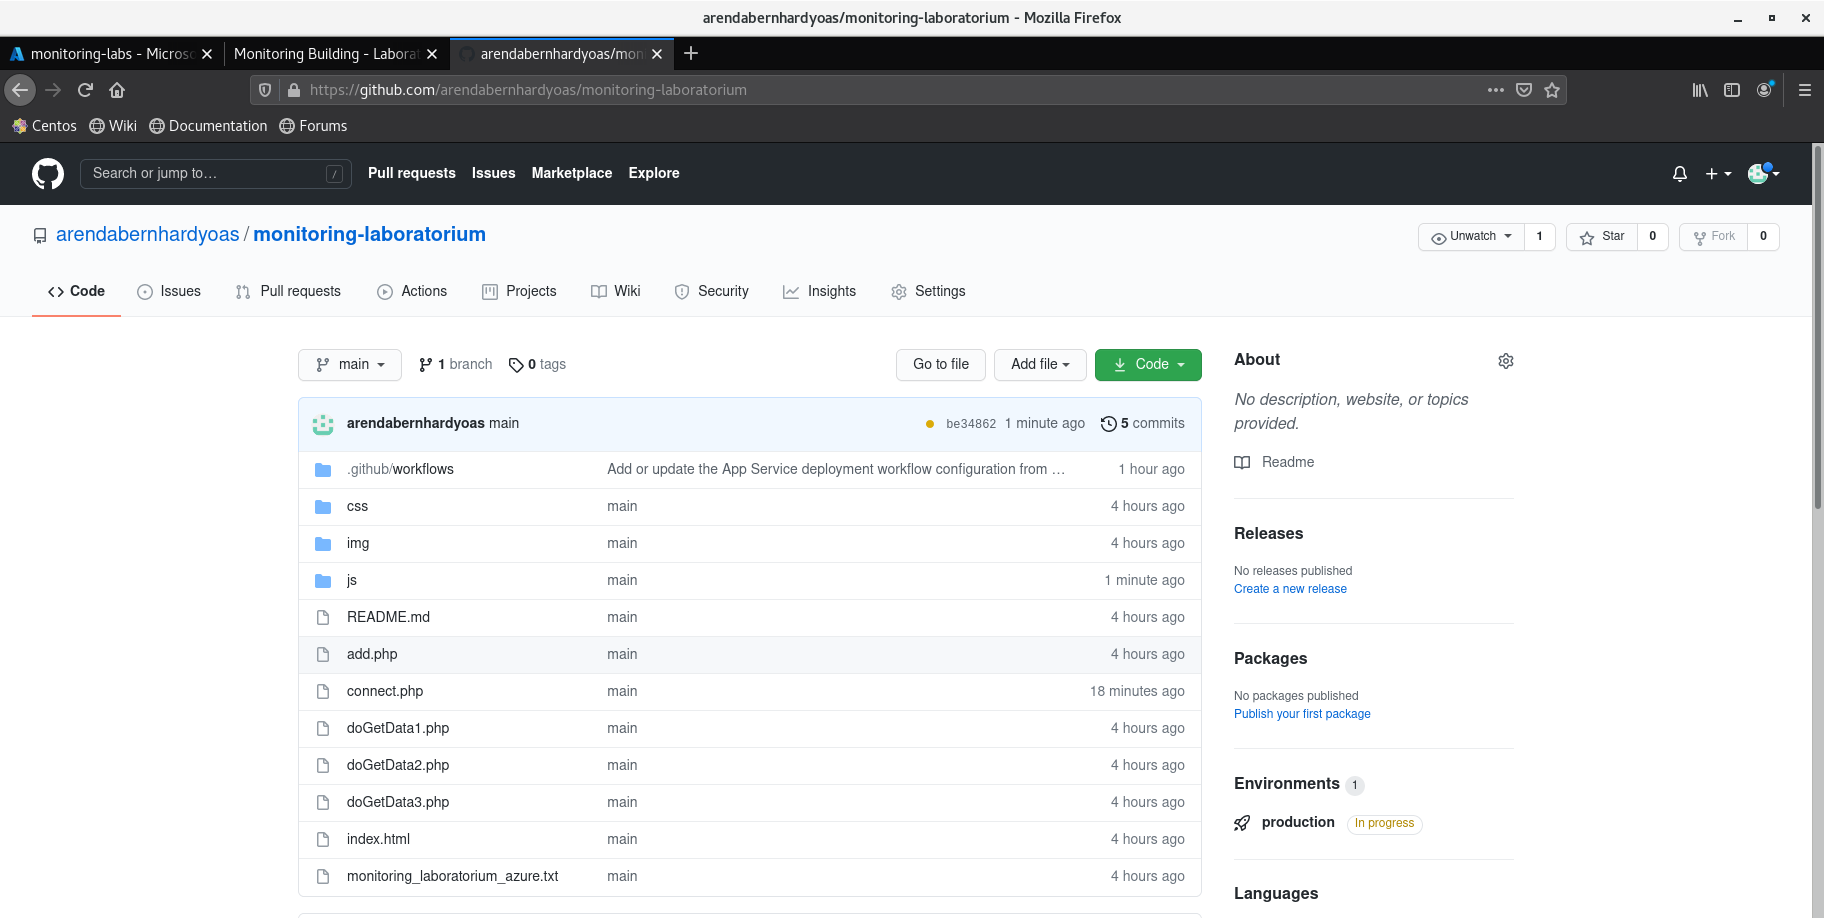 arendabernhardyoas/monitoring-laboratorium - Mozilla Firefox
monitoring-labs - Micros
Monitoring Building - Labora
arendabernhardyoas/mon
https://github.com/arendabernhardyoas/monitoring-laboratorium
Centos Wiki Documentation Forums
Search or jump to… /
Pull requests Issues Marketplace Explore
arendabernhardyoas / monitoring-laboratorium
Unwatch 1 Star 0 Fork 0
Code Issues Pull requests Actions Projects Wiki Security Insights Settings
main 1 branch 0 tags Go to file Add file Code
arendabernhardyoas main be34862 1 minute ago 5 commits
.github/workflows Add or update the App Service deployment workflow configuration from … 1 hour ago
css main 4 hours ago
img main 4 hours ago
js main 1 minute ago
README.md main 4 hours ago
add.php main 4 hours ago
connect.php main 18 minutes ago
doGetData1.php main 4 hours ago
doGetData2.php main 4 hours ago
doGetData3.php main 4 hours ago
index.html main 4 hours ago
monitoring_laboratorium_azure.txt main 4 hours ago
About
No description, website, or topics
provided.
Readme
Releases
No releases published
Create a new release
Packages
No packages published
Publish your first package
Environments 1
production In progress
Languages